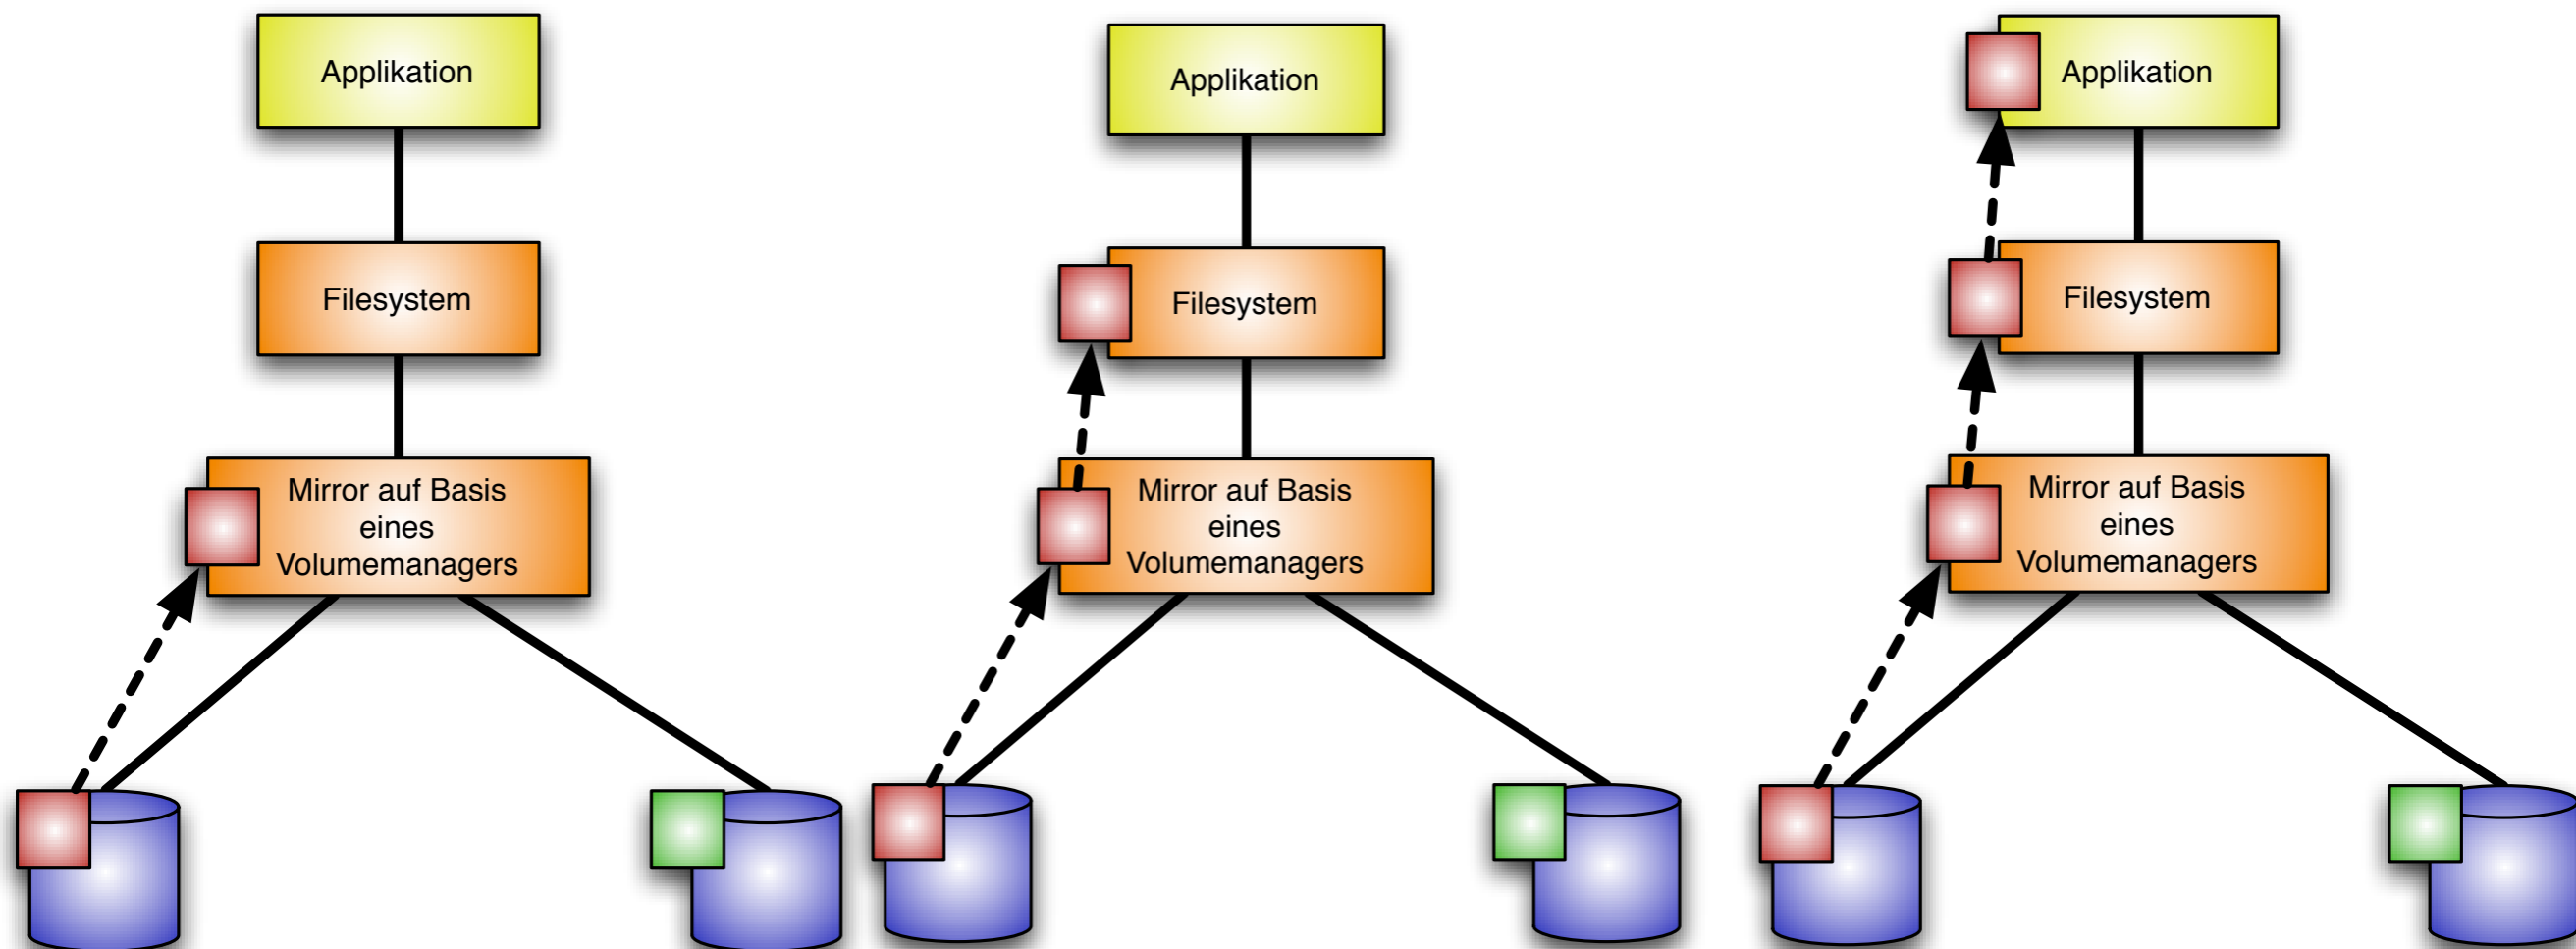 Applikation
Filesystem
Mirror auf Basis
eines
Volumemanagers
Applikation
Filesystem
Mirror auf Basis
eines
Volumemanagers
Applikation
Filesystem
Mirror auf Basis
eines
Volumemanagers